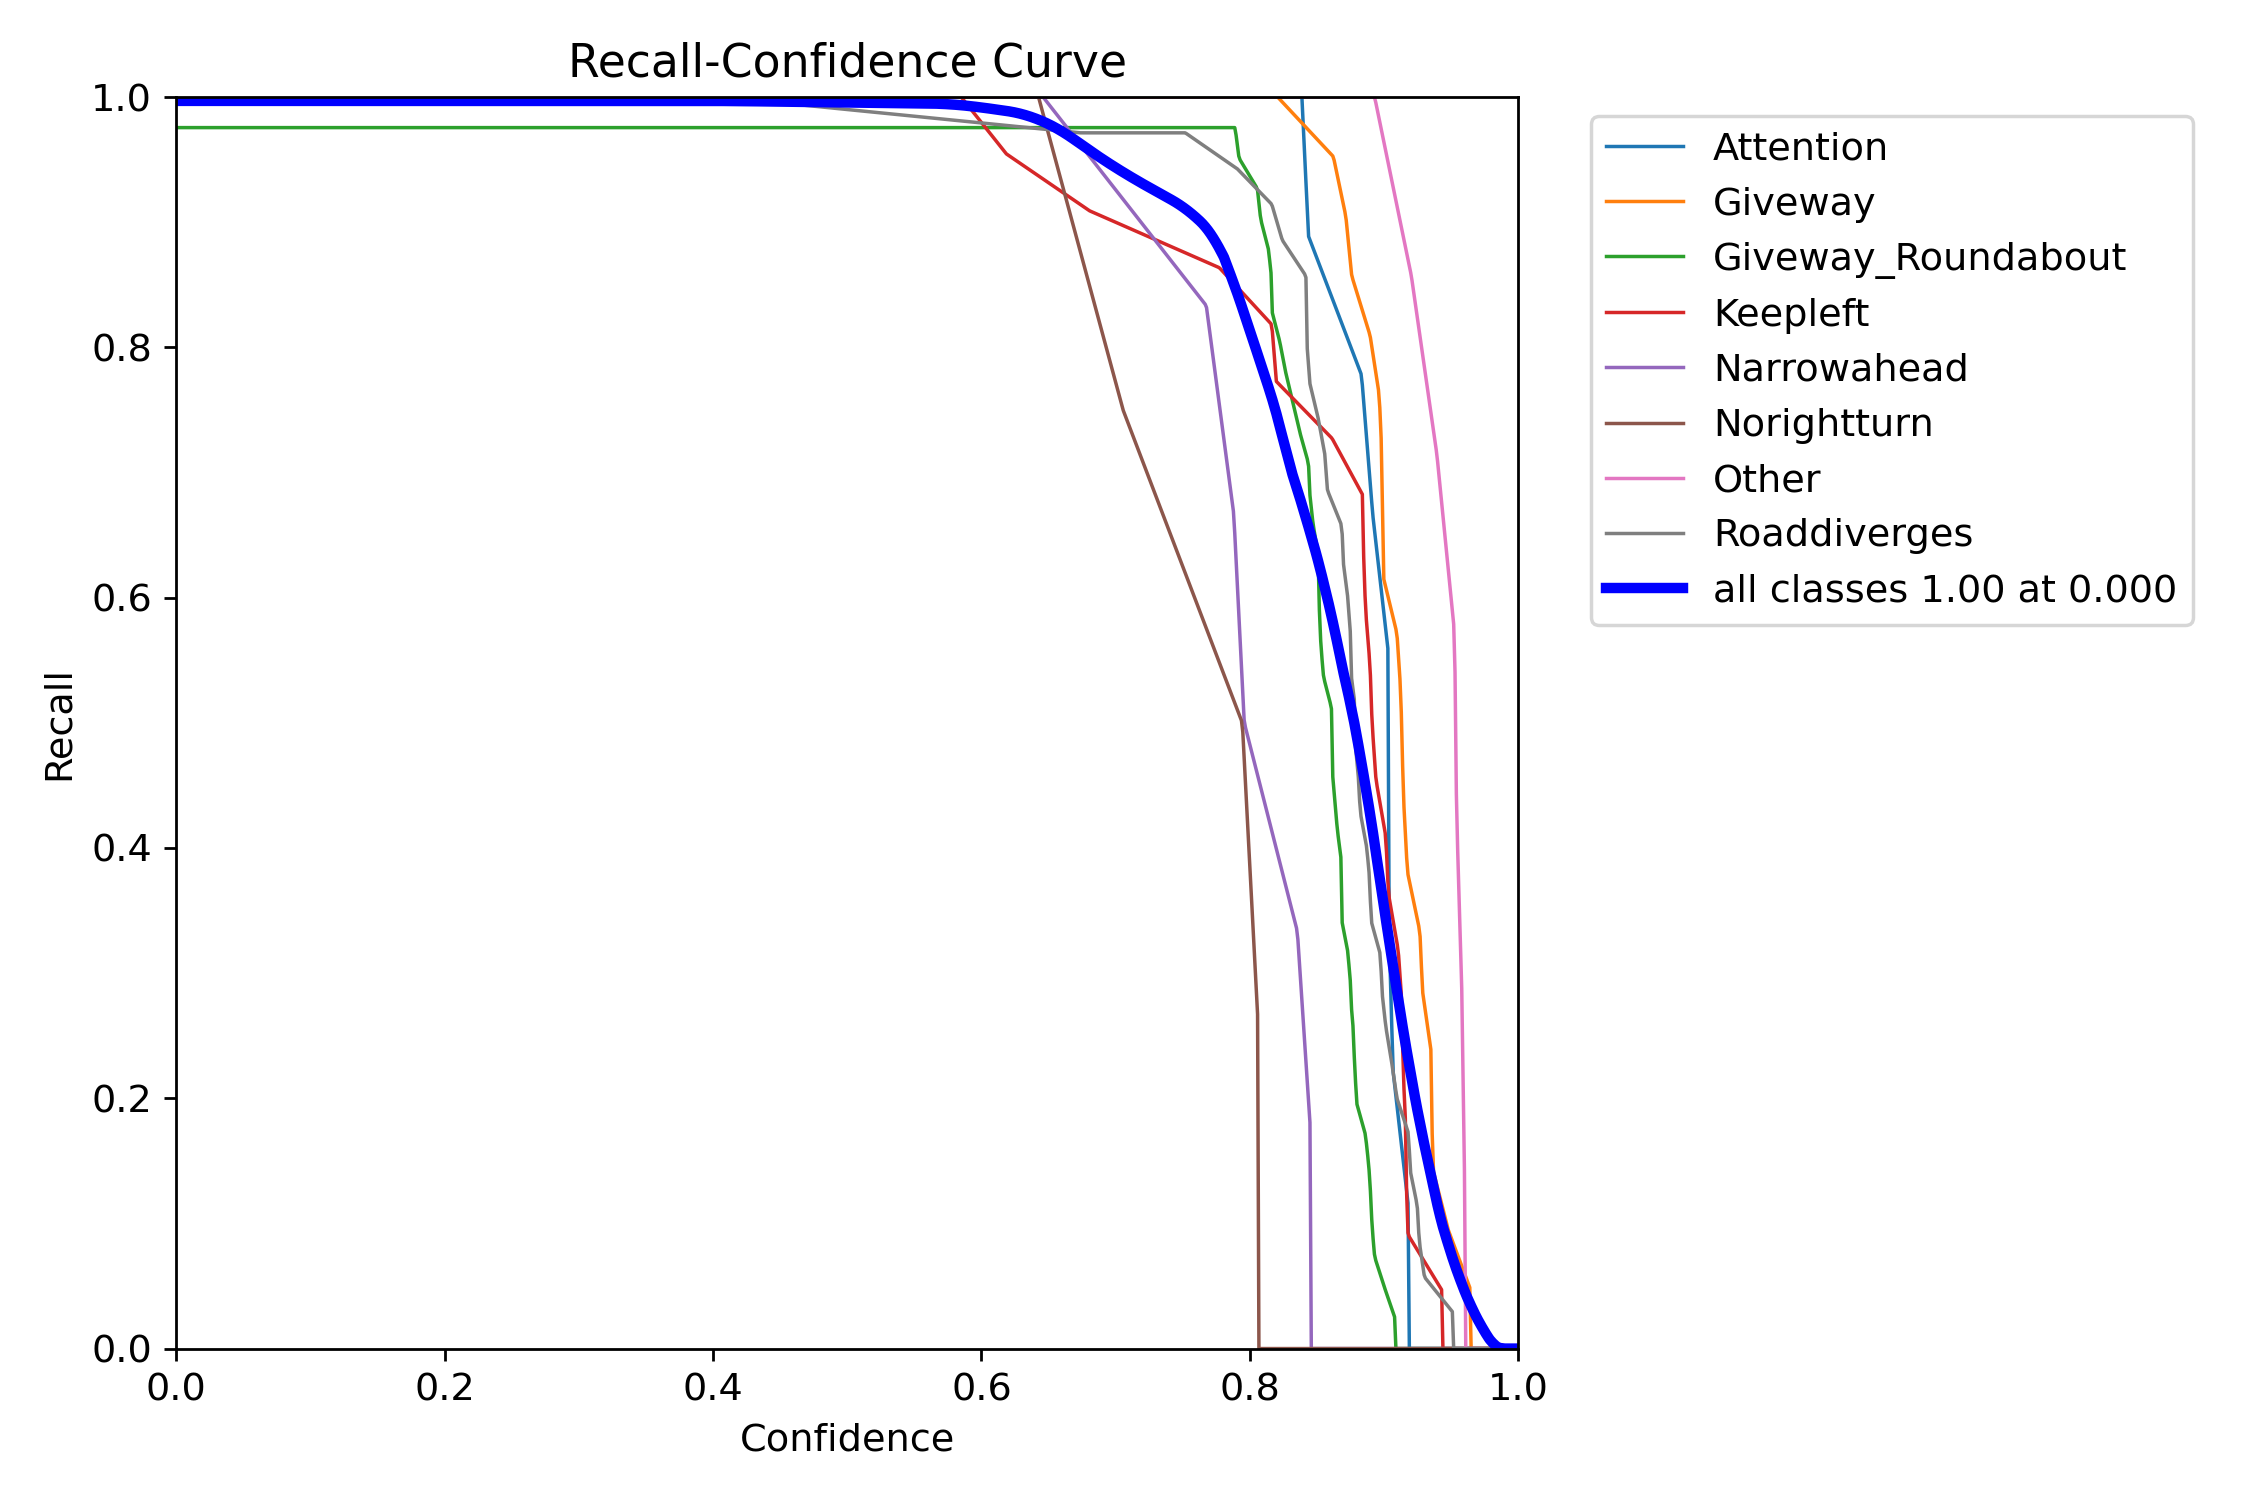 Recall-Confidence Curve
1.0
0.8
0.6
0.4
0.2
0.0
Recall
0.0 0.2 0.4 0.6 0.8 1.0
Confidence
Attention
Giveway
Giveway_Roundabout
Keepleft
Narrowahead
Norightturn
Other
Roaddiverges
all classes 1.00 at 0.000